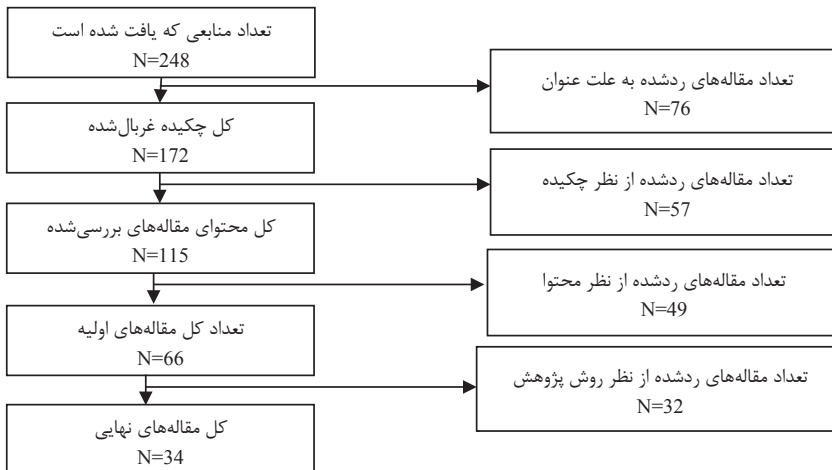 تعداد منابعی که یافت شده است
N=248
تعداد مقاله‌های ردشده به علت عنوان
N=76
کل چکیده غربال‌شده
N=172
تعداد مقاله‌های ردشده از نظر چکیده
N=57
کل محتوای مقاله‌های بررسی‌شده
N=115
تعداد مقاله‌های ردشده از نظر محتوا
N=49
تعداد کل مقاله‌های اولیه
N=66
تعداد مقاله‌های ردشده از نظر روش پژوهش
N=32
کل مقاله‌های نهایی
N=34